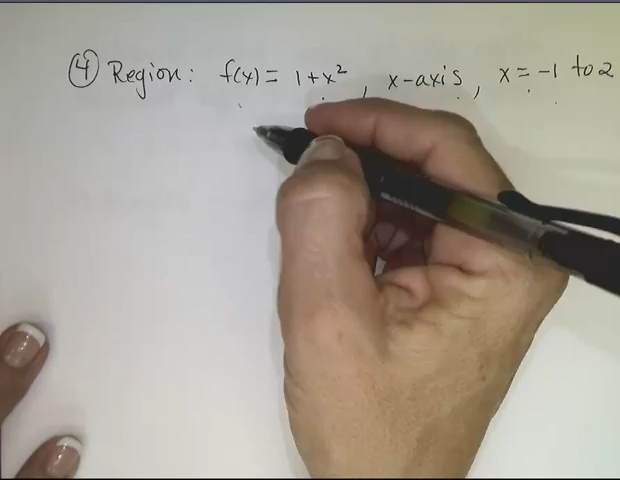 ④ Region: f(x) = 1+x², x-axis, x = -1 to 2